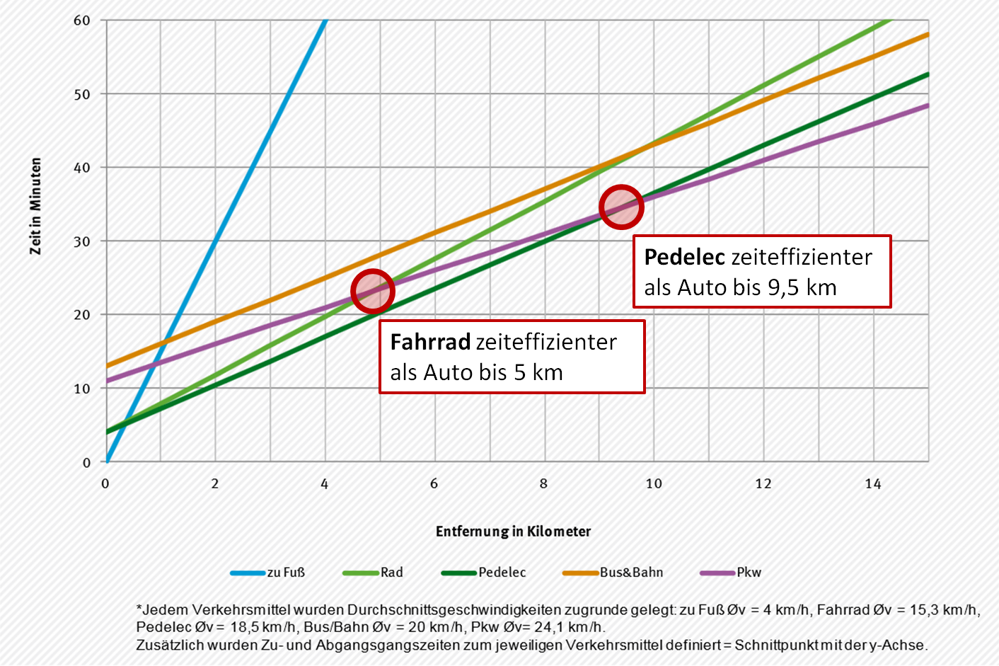 60
50
40
30
20
10
0
Zeit in Minuten
Pedelec zeiteffizienter
als Auto bis 9,5 km
Fahrrad zeiteffizienter
als Auto bis 5 km
0 2 4 6 8 10 12 14
Entfernung in Kilometer
zu Fuß Rad Pedelec Bus&Bahn Pkw
*Jedem Verkehrsmittel wurden Durchschnittsgeschwindigkeiten zugrunde gelegt: zu Fuß Øv = 4 km/h, Fahrrad Øv = 15,3 km/h,
Pedelec Øv = 18,5 km/h, Bus/Bahn Øv = 20 km/h, Pkw Øv= 24,1 km/h.
Zusätzlich wurden Zu- und Abgangsgangszeiten zum jeweiligen Verkehrsmittel definiert = Schnittpunkt mit der y-Achse.